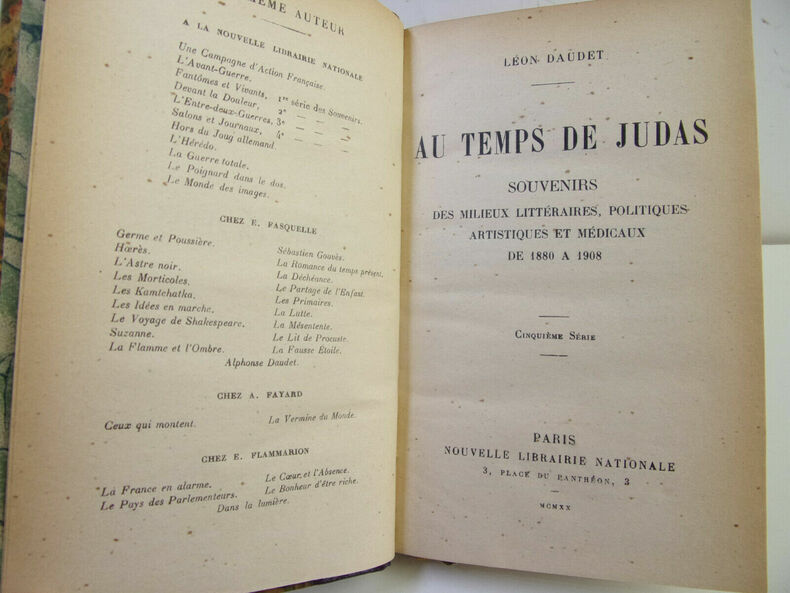 MÊME AUTEUR
A LA NOUVELLE LIBRAIRIE NATIONALE
Une Campagne d'Action Française.
L'Avant-Guerre.
Fantômes et Vivants, 1re série des Souvenirs.
Devant la Douleur, 2e — — —
L'Entre-deux-Guerres, 3e — — —
Salons et Journaux, 4e — — —
Hors du Joug allemand.
L'Hérédo.
La Guerre totale.
Le Poignard dans le dos.
Le Monde des images.
CHEZ E. FASQUELLE
Germe et Poussière.
Hœrès.
L'Astre noir.
Les Morticoles.
Les Kamtchatka.
Les Idées en marche.
Le Voyage de Shakespeare.
Suzanne.
La Flamme et l'Ombre.
Sébastien Gouvès.
La Romance du temps présent.
La Déchéance.
Le Partage de l'Enfant.
Les Primaires.
La Lutte.
La Mésentente.
Le Lit de Procuste.
La Fausse Étoile.
Alphonse Daudet.
CHEZ A. FAYARD
Ceux qui montent.
La Vermine du Monde.
CHEZ E. FLAMMARION
La France en alarme.
Le Pays des Parlementeurs.
Le Cœur et l'Absence.
Le Bonheur d'être riche.
Dans la lumière.
LÉON DAUDET
AU TEMPS DE JUDAS
SOUVENIRS
DES MILIEUX LITTÉRAIRES, POLITIQUES
ARTISTIQUES ET MÉDICAUX
DE 1880 A 1908
CINQUIÈME SÉRIE
PARIS
NOUVELLE LIBRAIRIE NATIONALE
3, PLACE DU PANTHÉON, 3
MCMXX